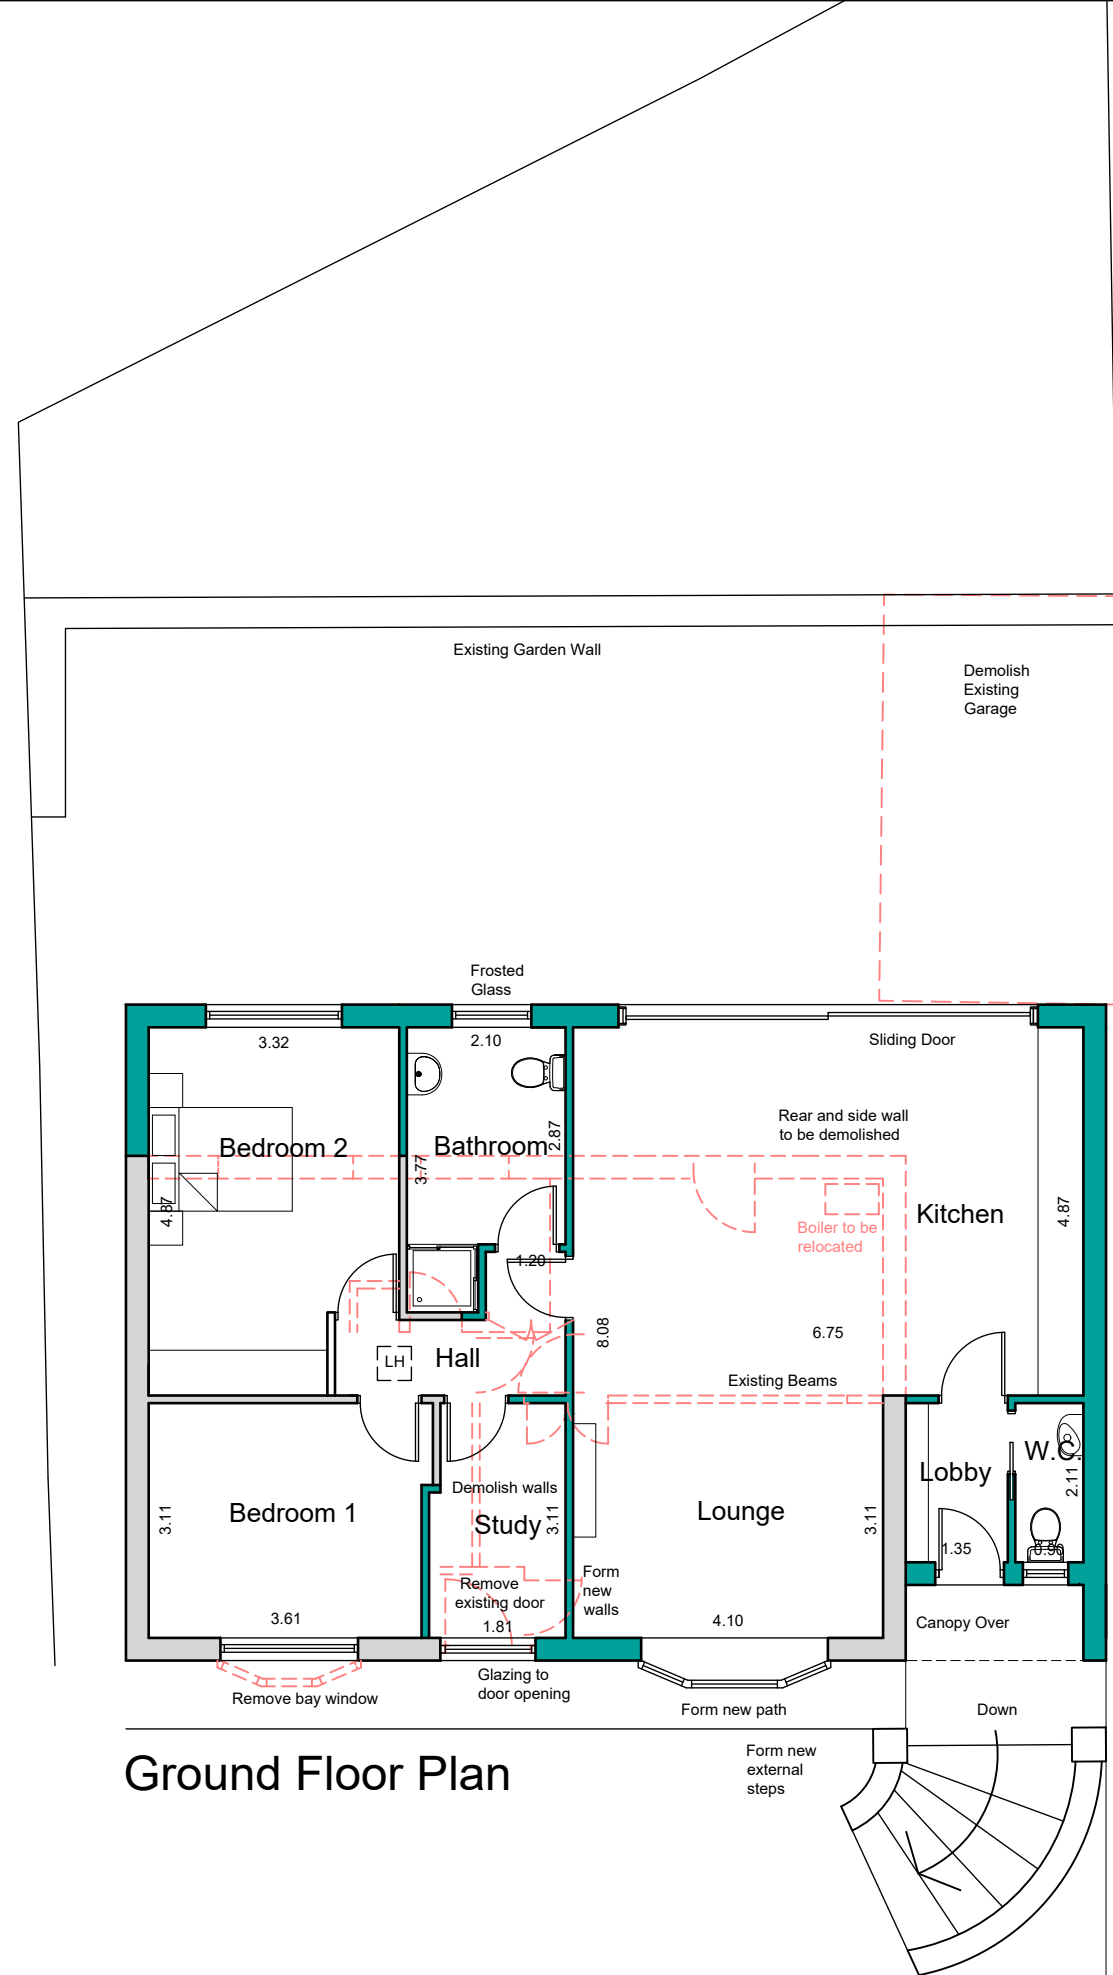 Existing Garden Wall
Demolish
Existing
Garage
Frosted
Glass
3.32
2.10
Sliding Door
Rear and side wall
to be demolished
Bedroom 2
Bathroom
2.87
3.77
4.87
Kitchen
4.87
Boiler to be
relocated
1.20
8.08
6.75
LH
Hall
Existing Beams
W.C.
Lobby
2.11
Demolish walls
Bedroom 1
3.11
Study
3.11
Lounge
3.11
1.35
0.90
Remove
existing door
Form
new
walls
3.61
1.81
4.10
Canopy Over
Glazing to
door opening
Remove bay window
Form new path
Down
Ground Floor Plan
Form new
external
steps